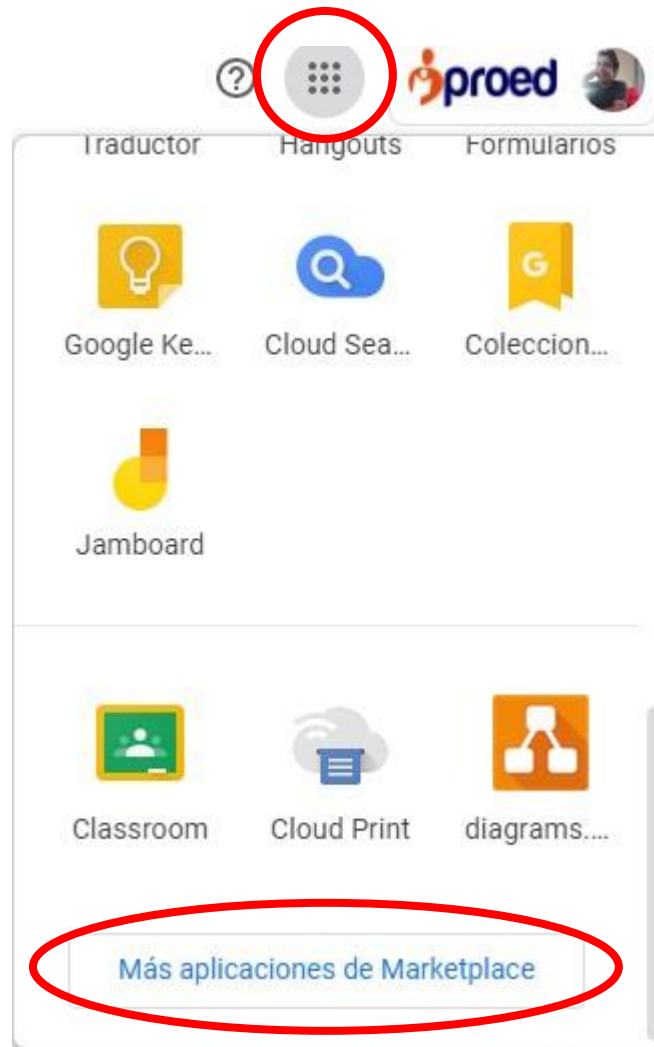 proed
Traductor Hangouts Formularios
G
Google Ke... Cloud Sea... Coleccion...
Jamboard
Classroom Cloud Print diagrams....
Más aplicaciones de Marketplace